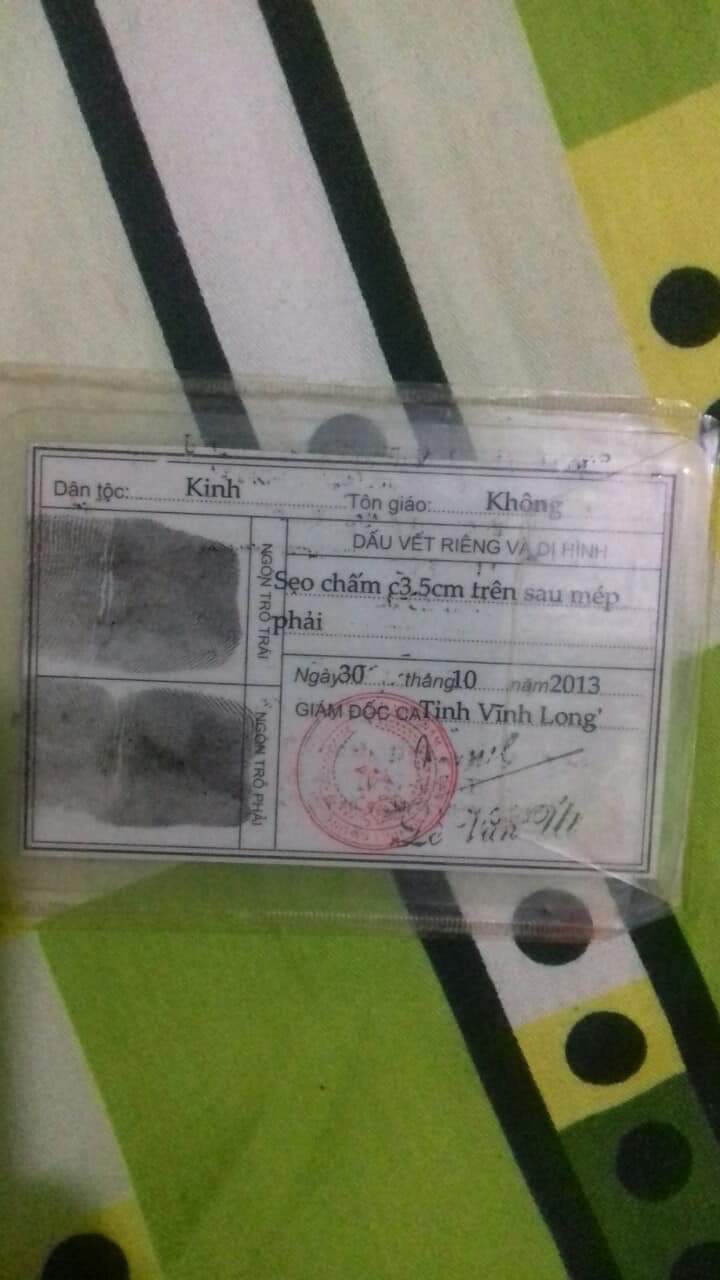 Dân tộc: Kinh Tôn giáo: Không
NGÓN TRỎ TRÁI
DẤU VẾT RIÊNG VÀ DỊ HÌNH
Sẹo chấm c3.5cm trên sau mép
phải
NGÓN TRỎ PHẢI
Ngày 30 tháng 10 năm 2013
GIÁM ĐỐC CA Tỉnh Vĩnh Long
Lê Văn